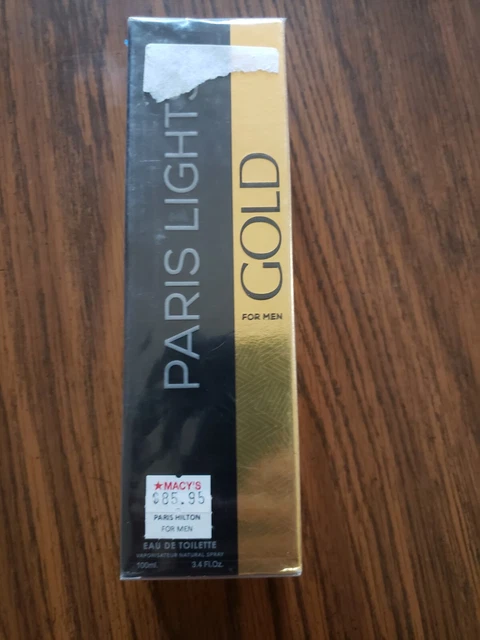 PARIS LIGHTS
GOLD
FOR MEN
★MACY'S
$85.95
PARIS HILTON
FOR MEN
EAU DE TOILETTE
VAPORISATEUR NATURAL SPRAY
100ml. 3.4 Fl.Oz.